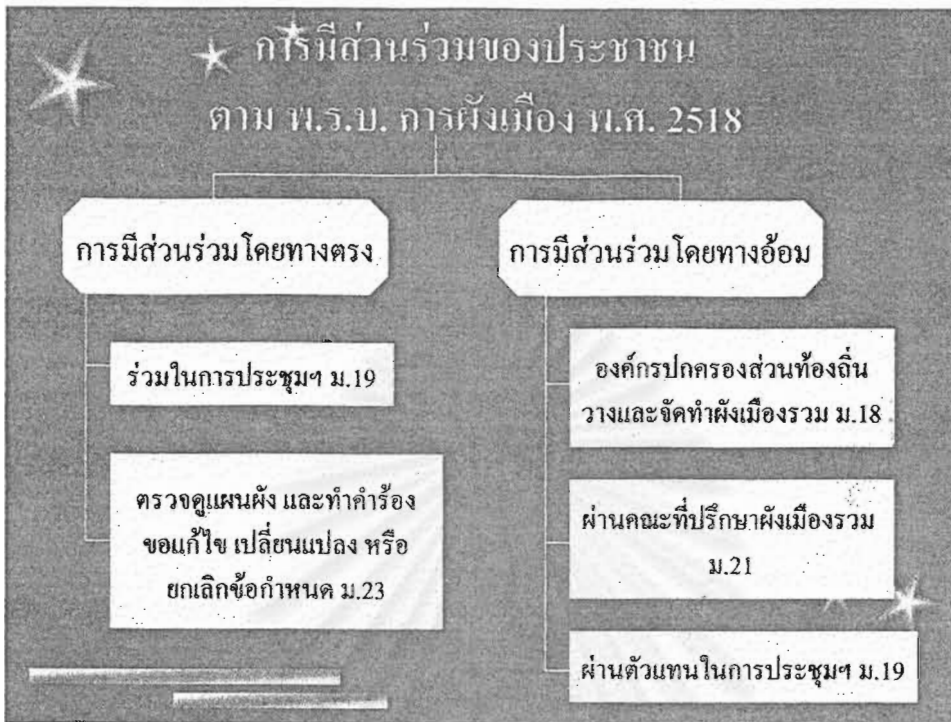 การมีส่วนร่วมของประชาชน
ตาม พ.ร.บ. การผังเมือง พ.ศ. 2518
การมีส่วนร่วมโดยทางตรง
ร่วมในการประชุมฯ ม.19
ตรวจดูแผนผัง และทำคำร้อง
ขอแก้ไข เปลี่ยนแปลง หรือ
ยกเลิกข้อกำหนด ม.23
การมีส่วนร่วมโดยทางอ้อม
องค์กรปกครองส่วนท้องถิ่น
วางและจัดทำผังเมืองรวม ม.18
ผ่านคณะที่ปรึกษาผังเมืองรวม
ม.21
ผ่านตัวแทนในการประชุมฯ ม.19